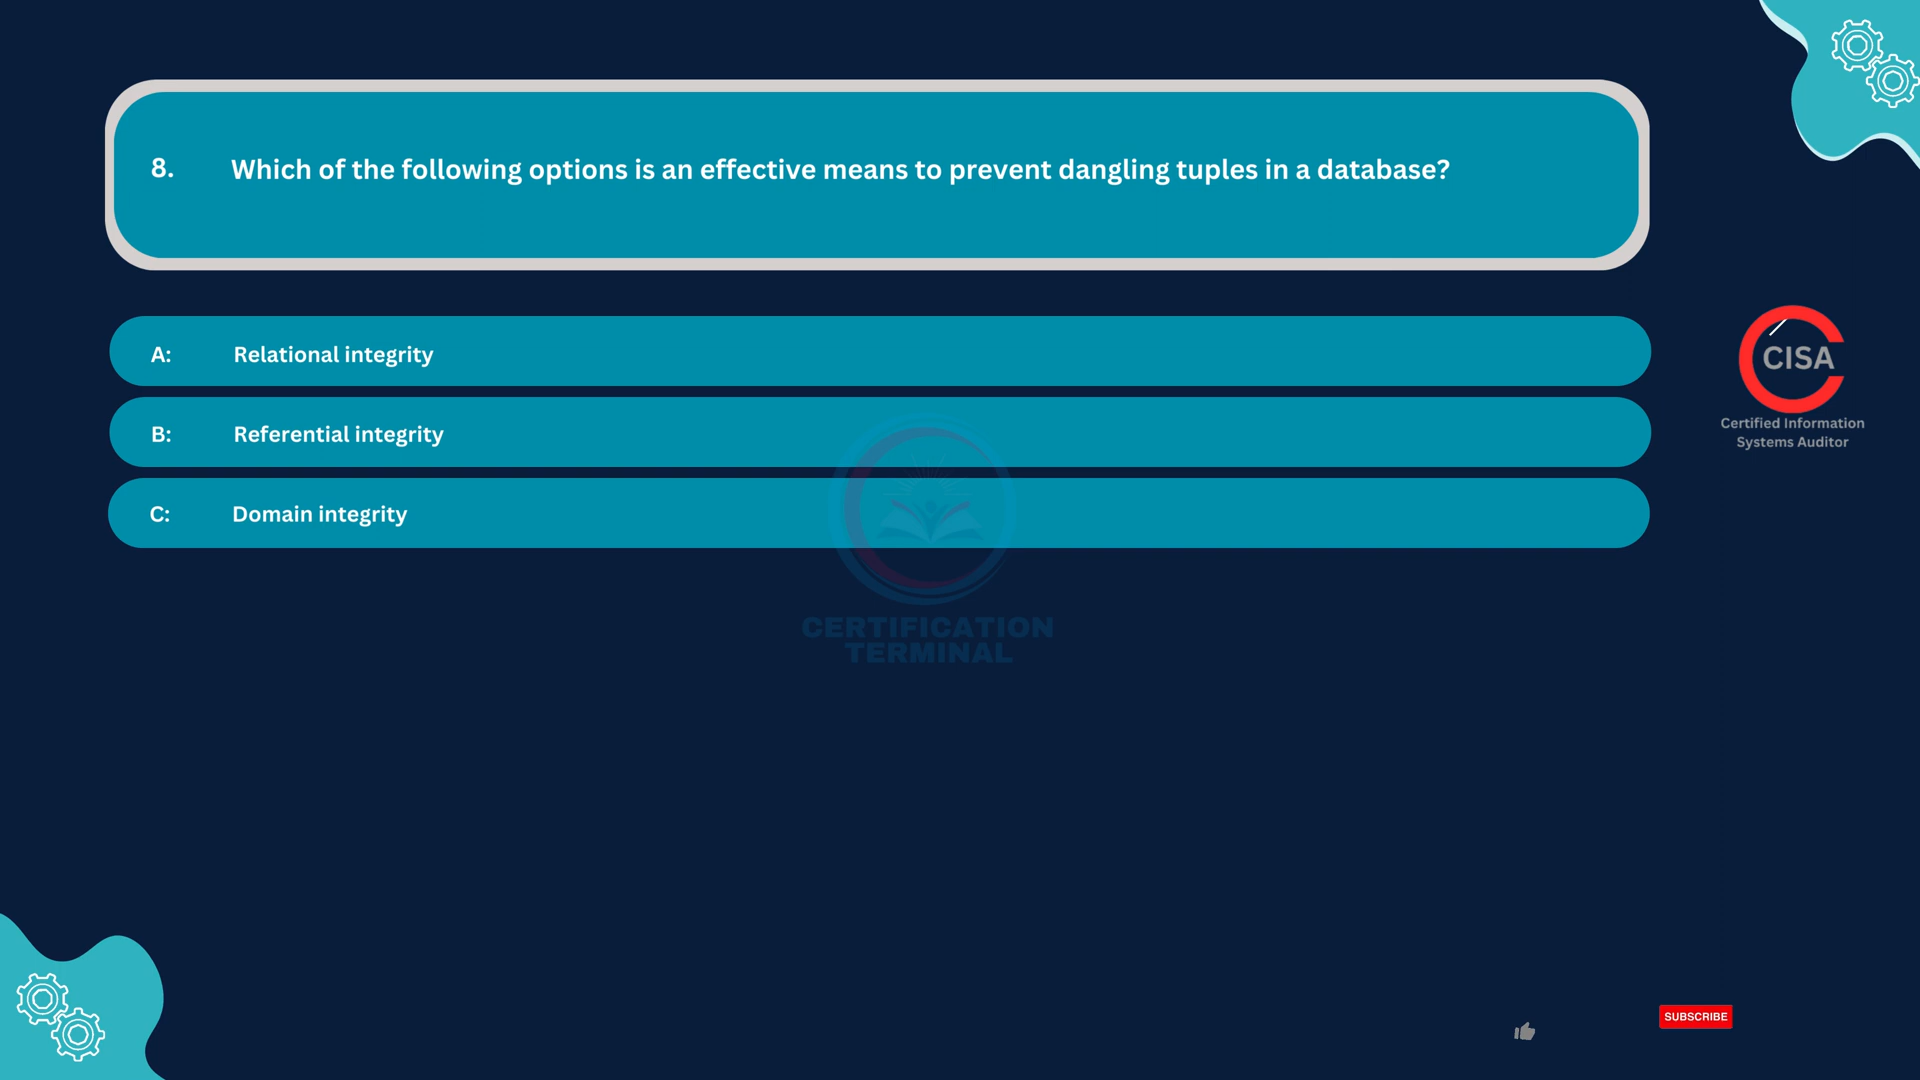 8. Which of the following options is an effective means to prevent dangling tuples in a database?
A: Relational integrity
B: Referential integrity
C: Domain integrity
CISA
Certified Information
Systems Auditor
CERTIFICATION
TERMINAL
SUBSCRIBE